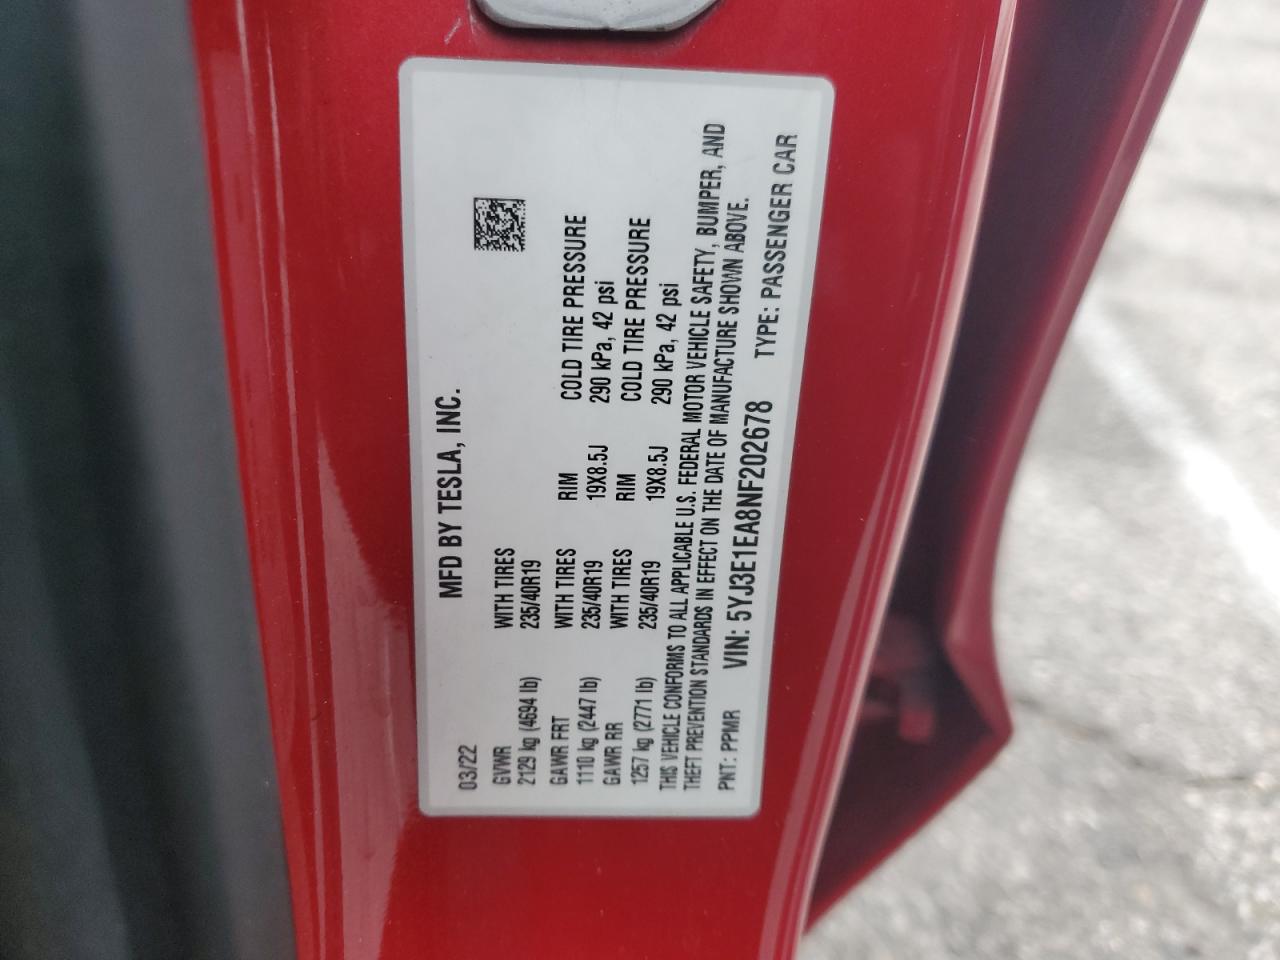 03/22 MFD BY TESLA, INC.
GVWR WITH TIRES
2129 kg (4694 lb) 235/40R19
GAWR FRT WITH TIRES RIM COLD TIRE PRESSURE
1110 kg (2447 lb) 235/40R19 19X8.5J 290 kPa, 42 psi
GAWR RR WITH TIRES RIM COLD TIRE PRESSURE
1257 kg (2771 lb) 235/40R19 19X8.5J 290 kPa, 42 psi
THIS VEHICLE CONFORMS TO ALL APPLICABLE U.S. FEDERAL MOTOR VEHICLE SAFETY, BUMPER, AND
THEFT PREVENTION STANDARDS IN EFFECT ON THE DATE OF MANUFACTURE SHOWN ABOVE.
PNT: PPMR VIN: 5YJ3E1EA8NF202678 TYPE: PASSENGER CAR